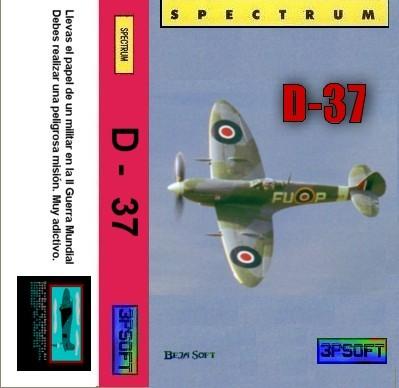 Llevas el papel de un militar en la II Guerra Mundial
Debes realizar una peligrosa misión. Muy adictivo.
SPECTRUM
D - 37
3PSOFT
SPECTRUM
D-37
FU P
BEJA SOFT
3PSOFT